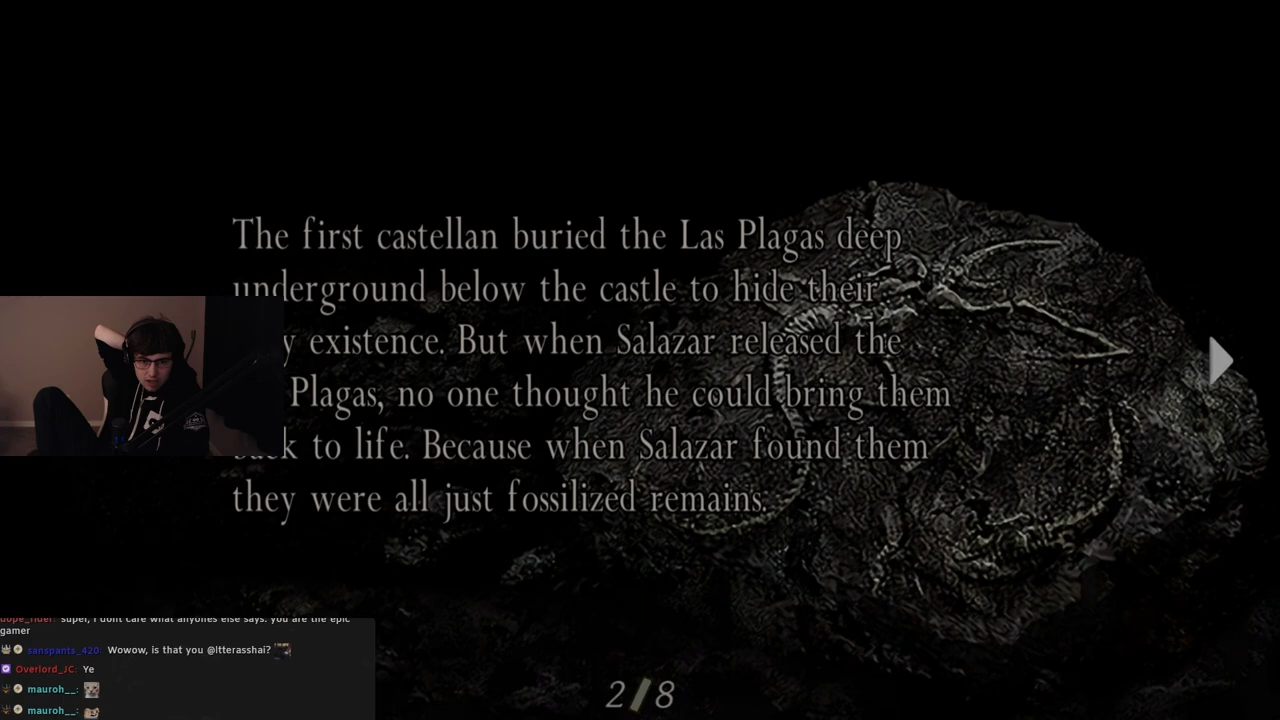 The first castellan buried the Las Plagas deep
underground below the castle to hide their
existence. But when Salazar released the
Plagas, no one thought he could bring them
to life. Because when Salazar found them
they were all just fossilized remains.
2/8
dope_rider: super, i dont care what anyones else says. you are the epic
gamer
sanspants_420: Wowow, is that you @ltterasshai?
Overlord_JC: Ye
mauroh__:
mauroh__: